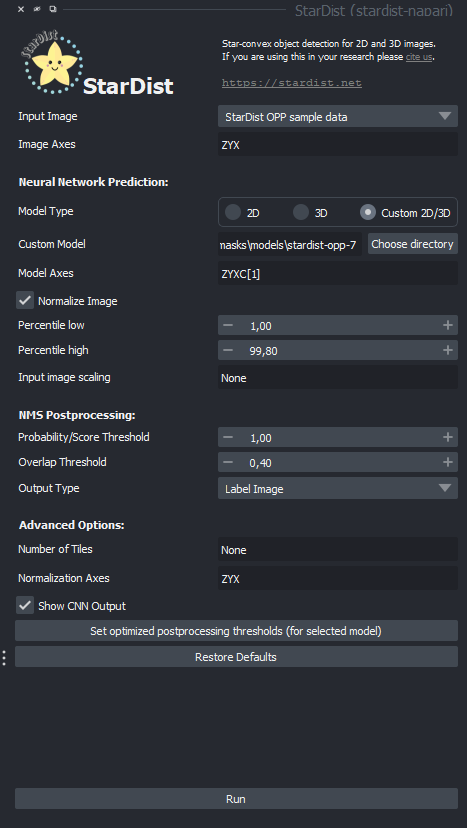 StarDist (stardist-napari)
StarDist
Star-convex object detection for 2D and 3D images.
If you are using this in your research please cite us.
StarDist
https://stardist.net
Input Image
StarDist OPP sample data
Image Axes
ZYX
Neural Network Prediction:
Model Type
2D
3D
Custom 2D/3D
Custom Model
masks\models\stardist-opp-7
Choose directory
Model Axes
ZYXC[1]
Normalize Image
Percentile low
1,00
Percentile high
99,80
Input image scaling
None
NMS Postprocessing:
Probability/Score Threshold
1,00
Overlap Threshold
0,40
Output Type
Label Image
Advanced Options:
Number of Tiles
None
Normalization Axes
ZYX
Show CNN Output
Set optimized postprocessing thresholds (for selected model)
Restore Defaults
Run